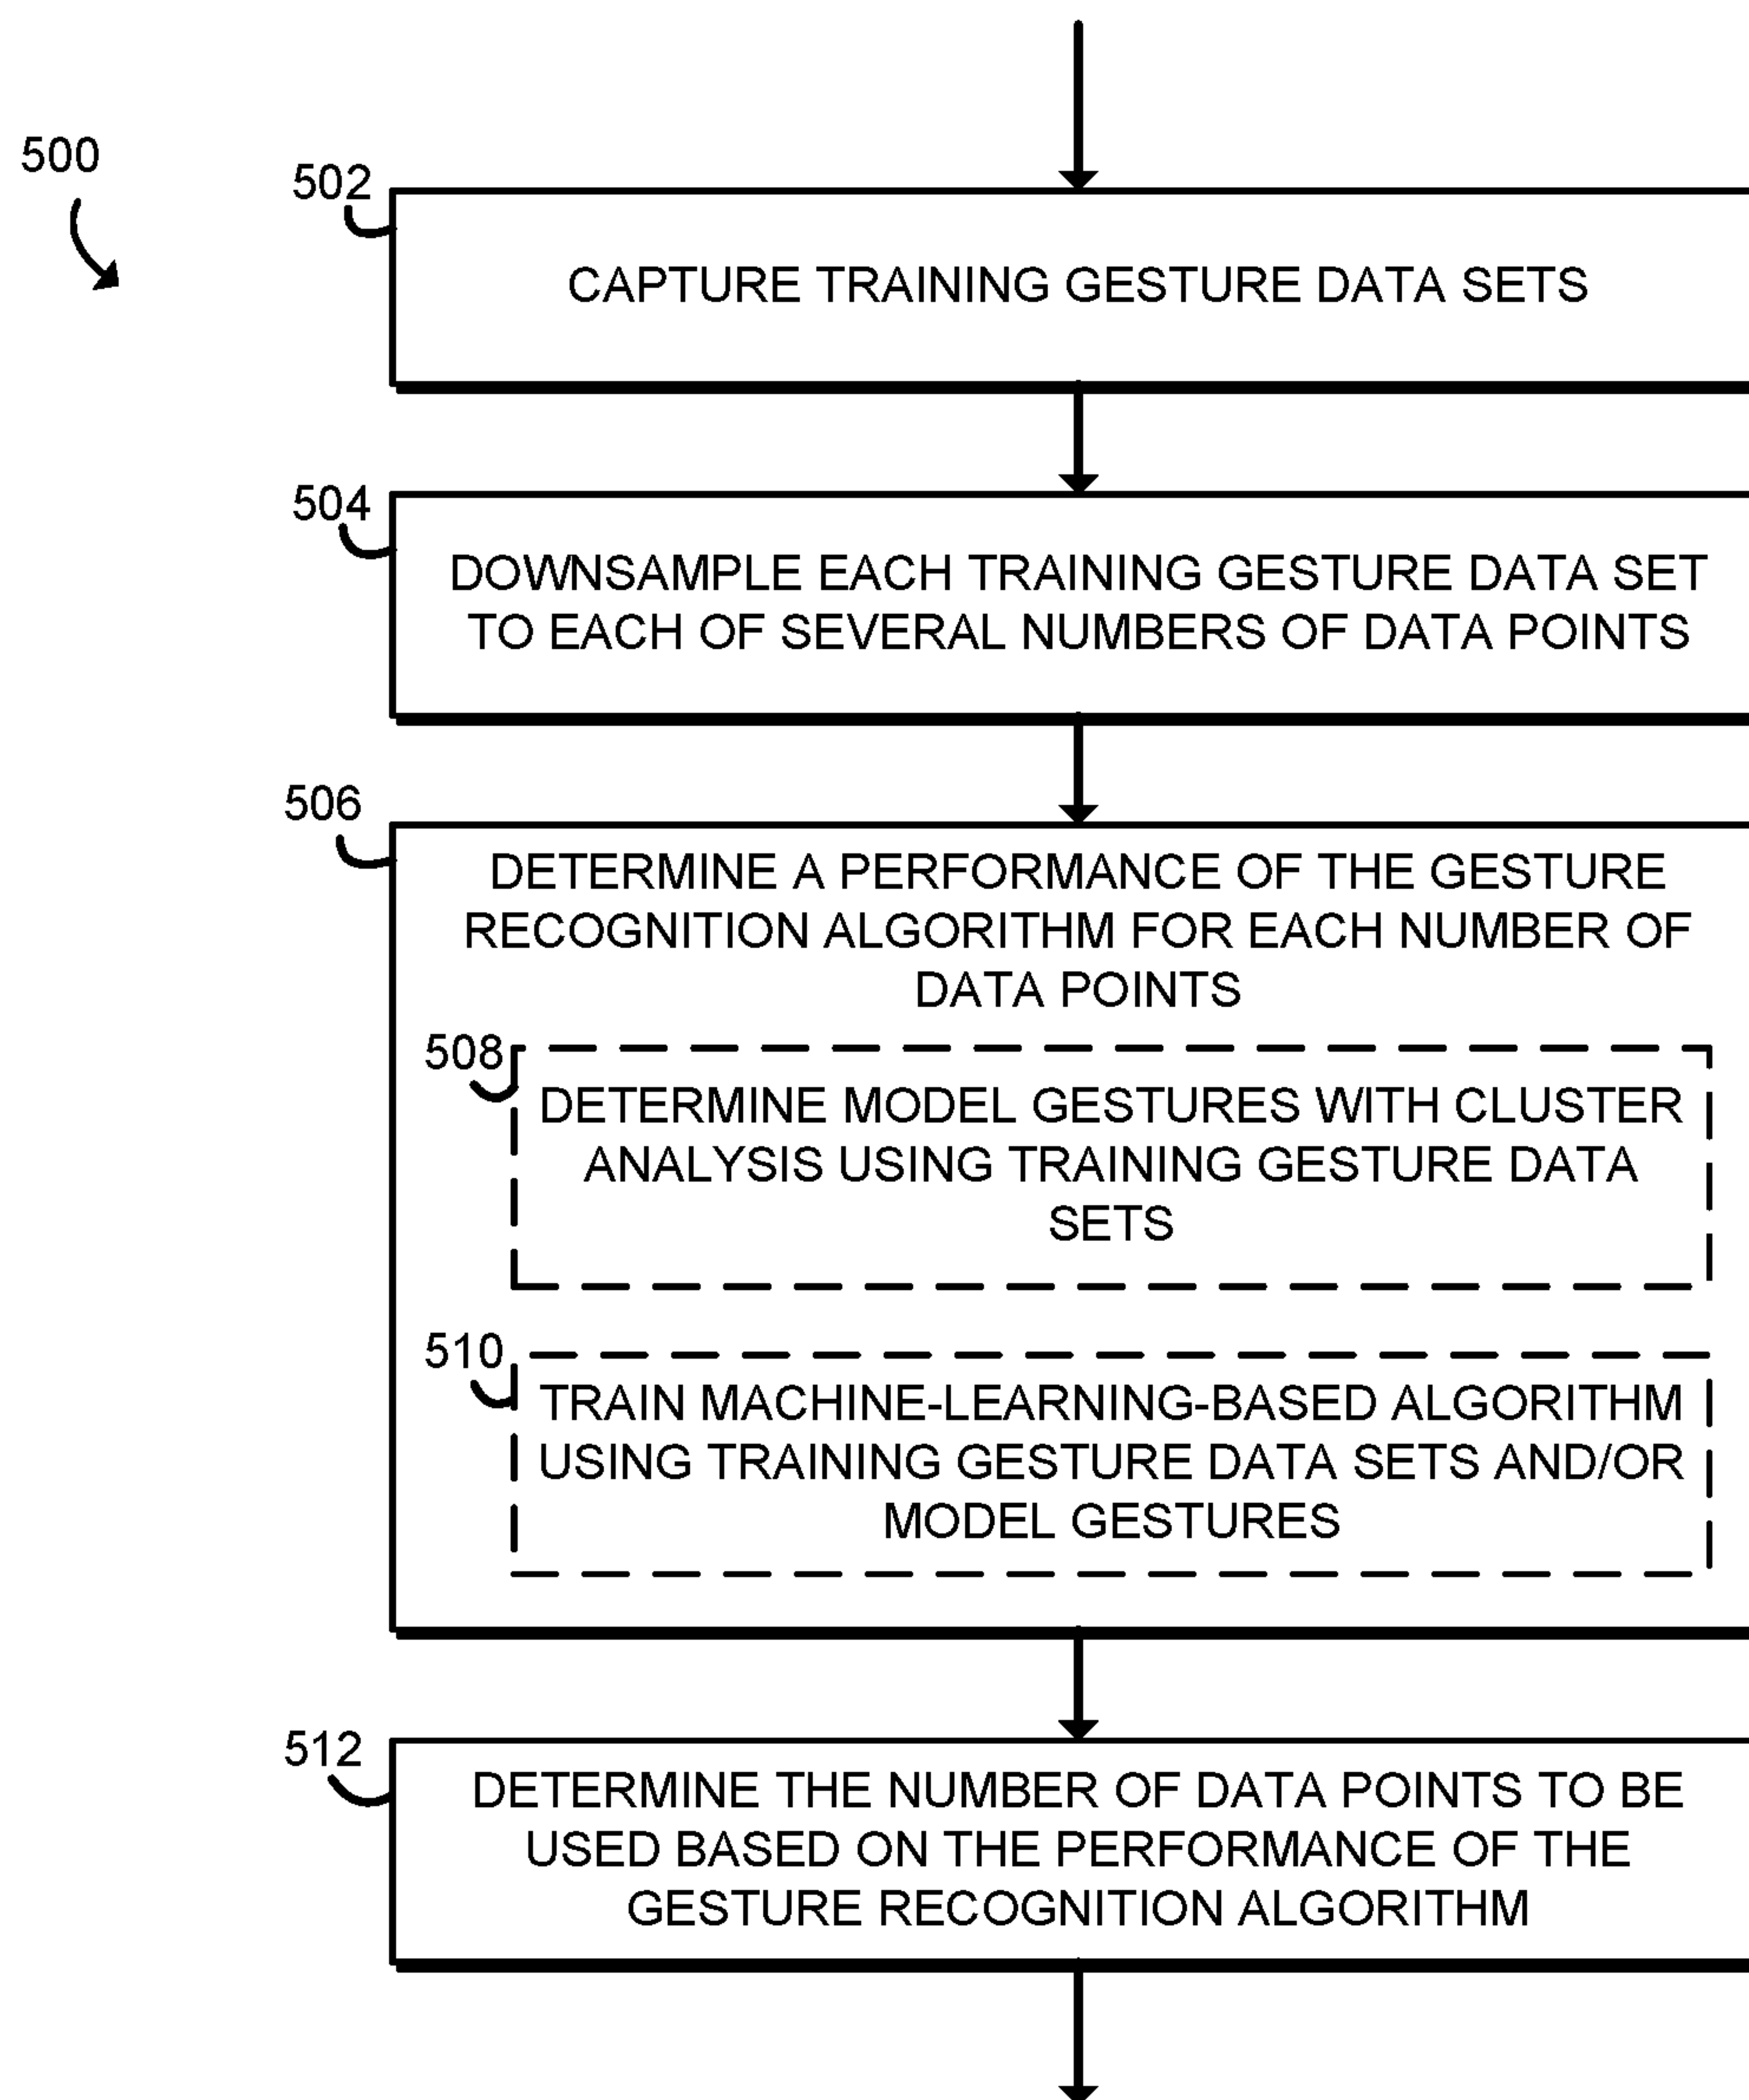 500
502
CAPTURE TRAINING GESTURE DATA SETS
504
DOWNSAMPLE EACH TRAINING GESTURE DATA SET
TO EACH OF SEVERAL NUMBERS OF DATA POINTS
506
DETERMINE A PERFORMANCE OF THE GESTURE
RECOGNITION ALGORITHM FOR EACH NUMBER OF
DATA POINTS
508
DETERMINE MODEL GESTURES WITH CLUSTER
ANALYSIS USING TRAINING GESTURE DATA
SETS
510
TRAIN MACHINE-LEARNING-BASED ALGORITHM
USING TRAINING GESTURE DATA SETS AND/OR
MODEL GESTURES
512
DETERMINE THE NUMBER OF DATA POINTS TO BE
USED BASED ON THE PERFORMANCE OF THE
GESTURE RECOGNITION ALGORITHM